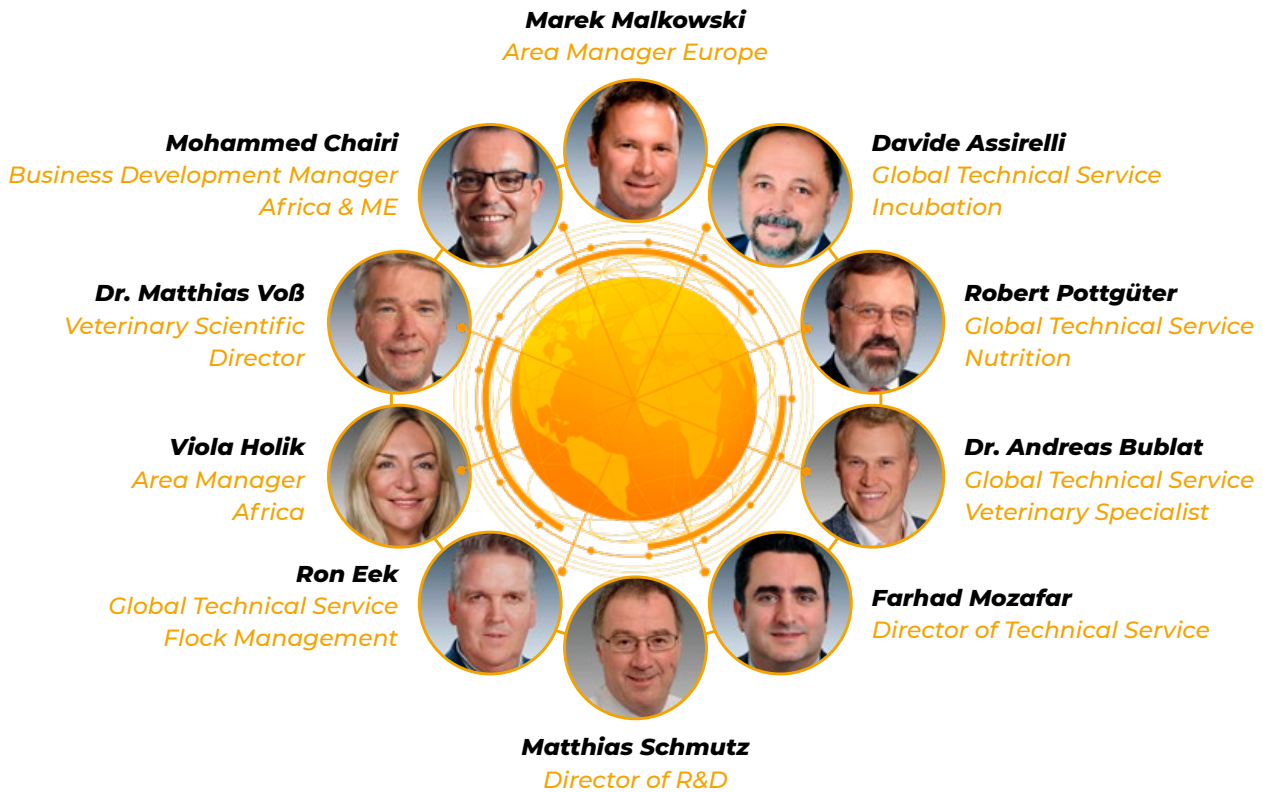 Marek Malkowski
Area Manager Europe
Mohammed Chairi
Business Development Manager
Africa & ME
Davide Assirelli
Global Technical Service
Incubation
Dr. Matthias Voß
Veterinary Scientific
Director
Robert Pottgüter
Global Technical Service
Nutrition
Viola Holik
Area Manager
Africa
Dr. Andreas Bublat
Global Technical Service
Veterinary Specialist
Ron Eek
Global Technical Service
Flock Management
Farhad Mozafar
Director of Technical Service
Matthias Schmutz
Director of R&D